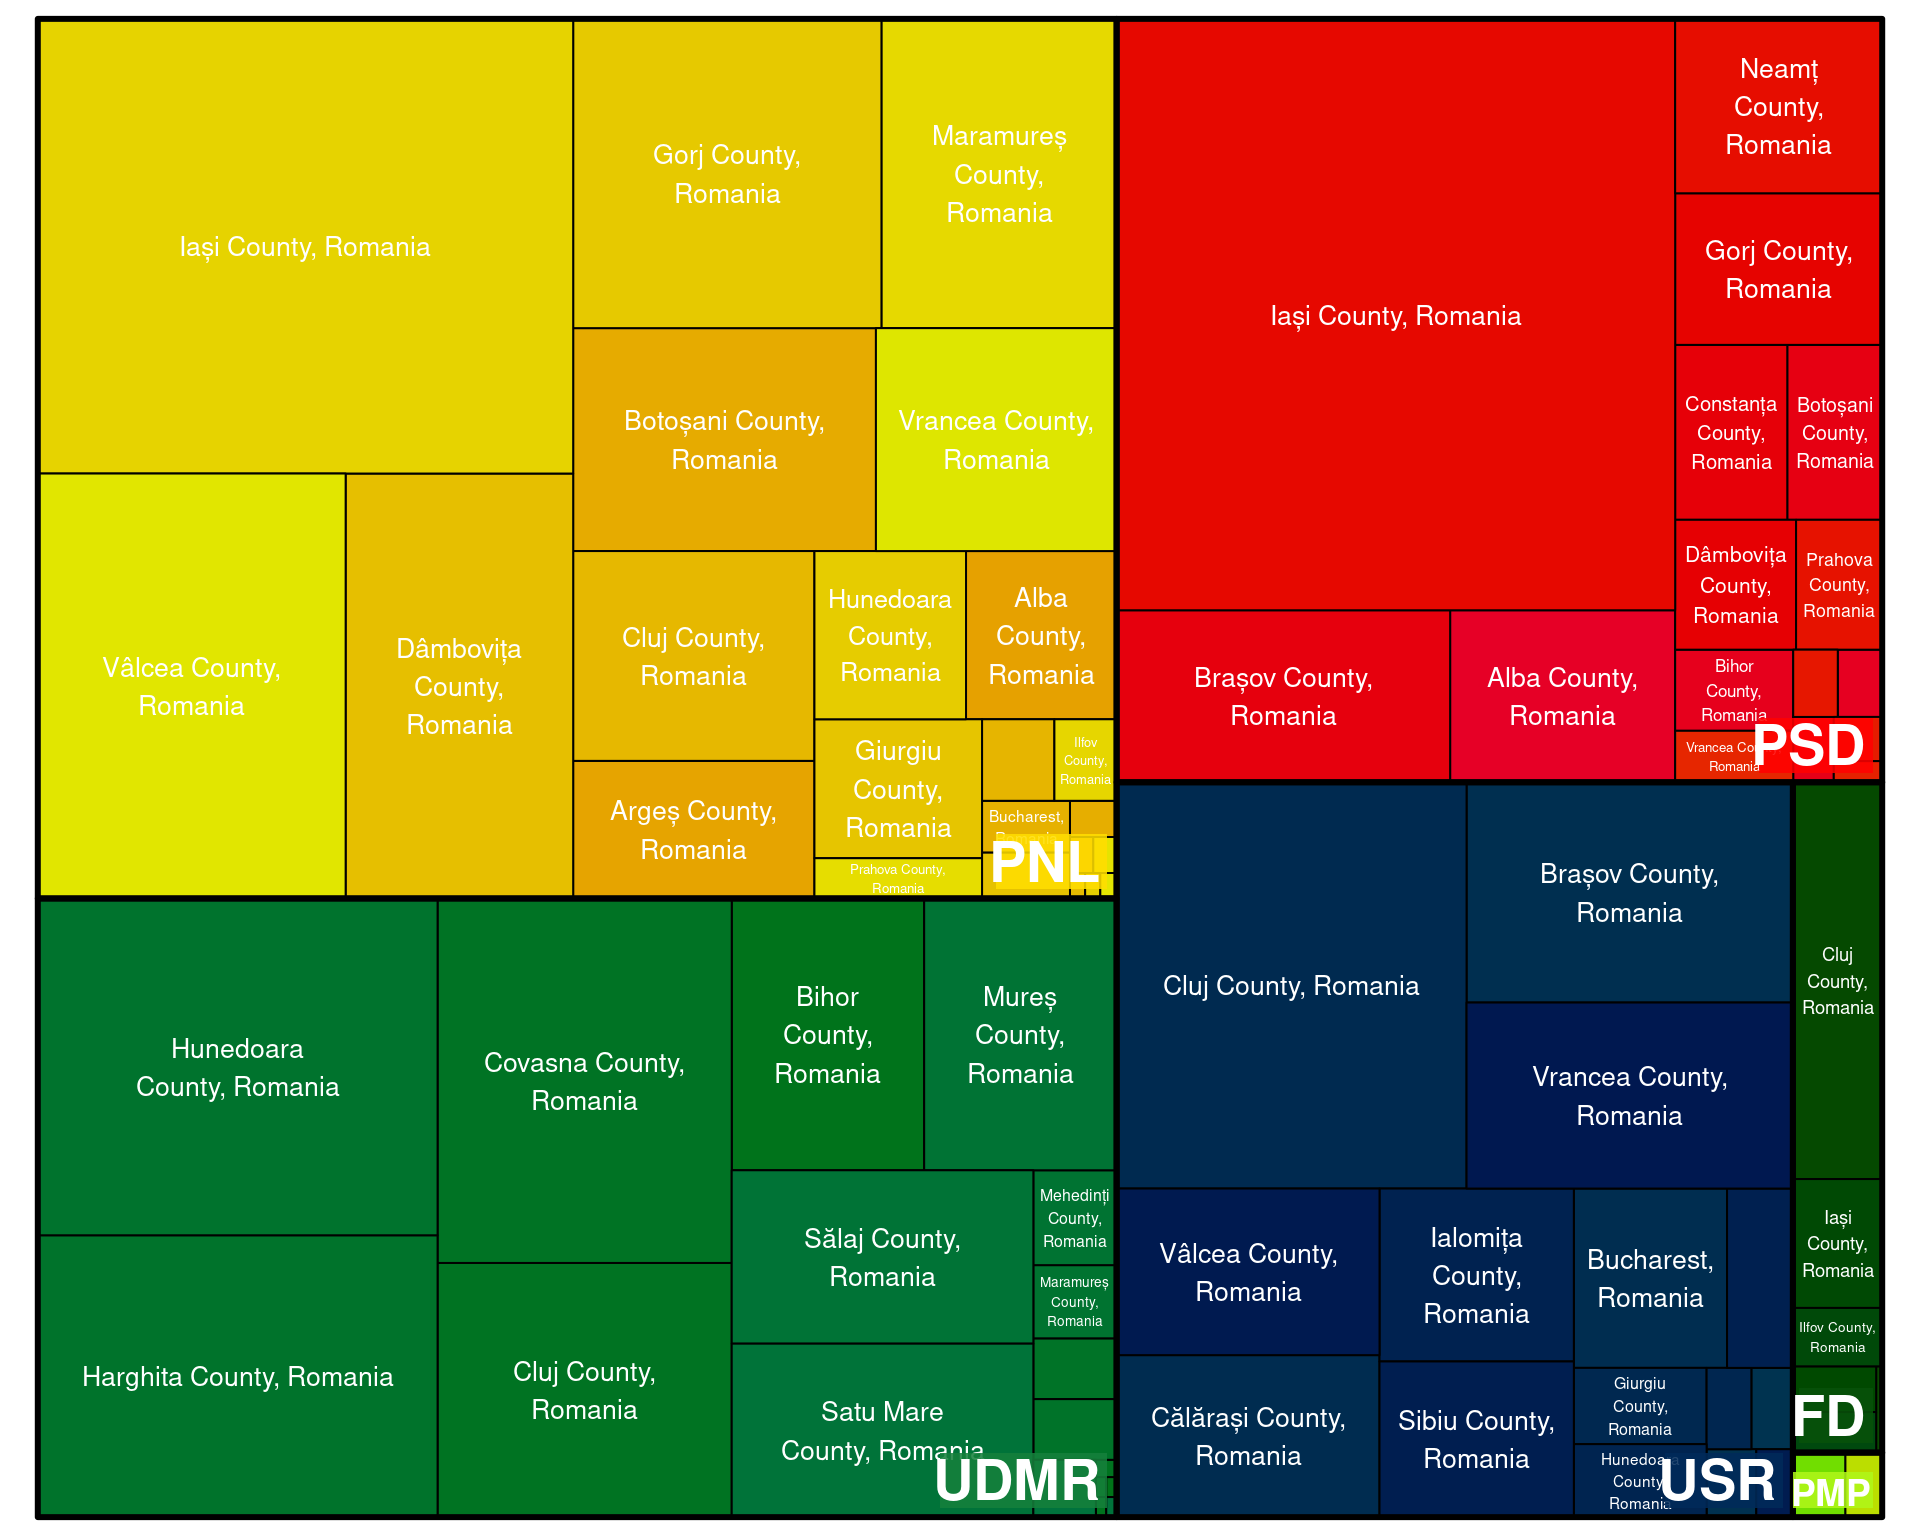 Iași County, Romania
Gorj County,
Romania
Maramureș
County,
Romania
Botoșani County,
Romania
Vrancea County,
Romania
Vâlcea County,
Romania
Dâmbovița
County,
Romania
Cluj County,
Romania
Hunedoara
County,
Romania
Alba
County,
Romania
Argeș County,
Romania
Giurgiu
County,
Romania
Ilfov
County,
Romania
Bucharest,
Prahova County,
Romania
PNL
Iași County, Romania
Neamț
County,
Romania
Gorj County,
Romania
Constanța
County,
Romania
Botoșani
County,
Romania
Dâmbovița
County,
Romania
Prahova
County,
Romania
Brașov County,
Romania
Alba County,
Romania
Bihor
County,
Romania
Vrancea
Romania
PSD
Hunedoara
County, Romania
Covasna County,
Romania
Bihor
County,
Romania
Mureș
County,
Romania
Harghita County, Romania
Cluj County,
Romania
Sălaj County,
Romania
Mehedinți
County,
Romania
Maramureș
County,
Romania
Satu Mare
County, Romania
UDMR
Cluj County, Romania
Brașov County,
Romania
Vrancea County,
Romania
Vâlcea County,
Romania
Ialomița
County,
Romania
Bucharest,
Romania
Călărași County,
Romania
Sibiu County,
Romania
Giurgiu
County,
Romania
Hunedoara
County,
Romania
USR
Cluj
County,
Romania
Iași
County,
Romania
Ilfov County,
Romania
FD
PMP